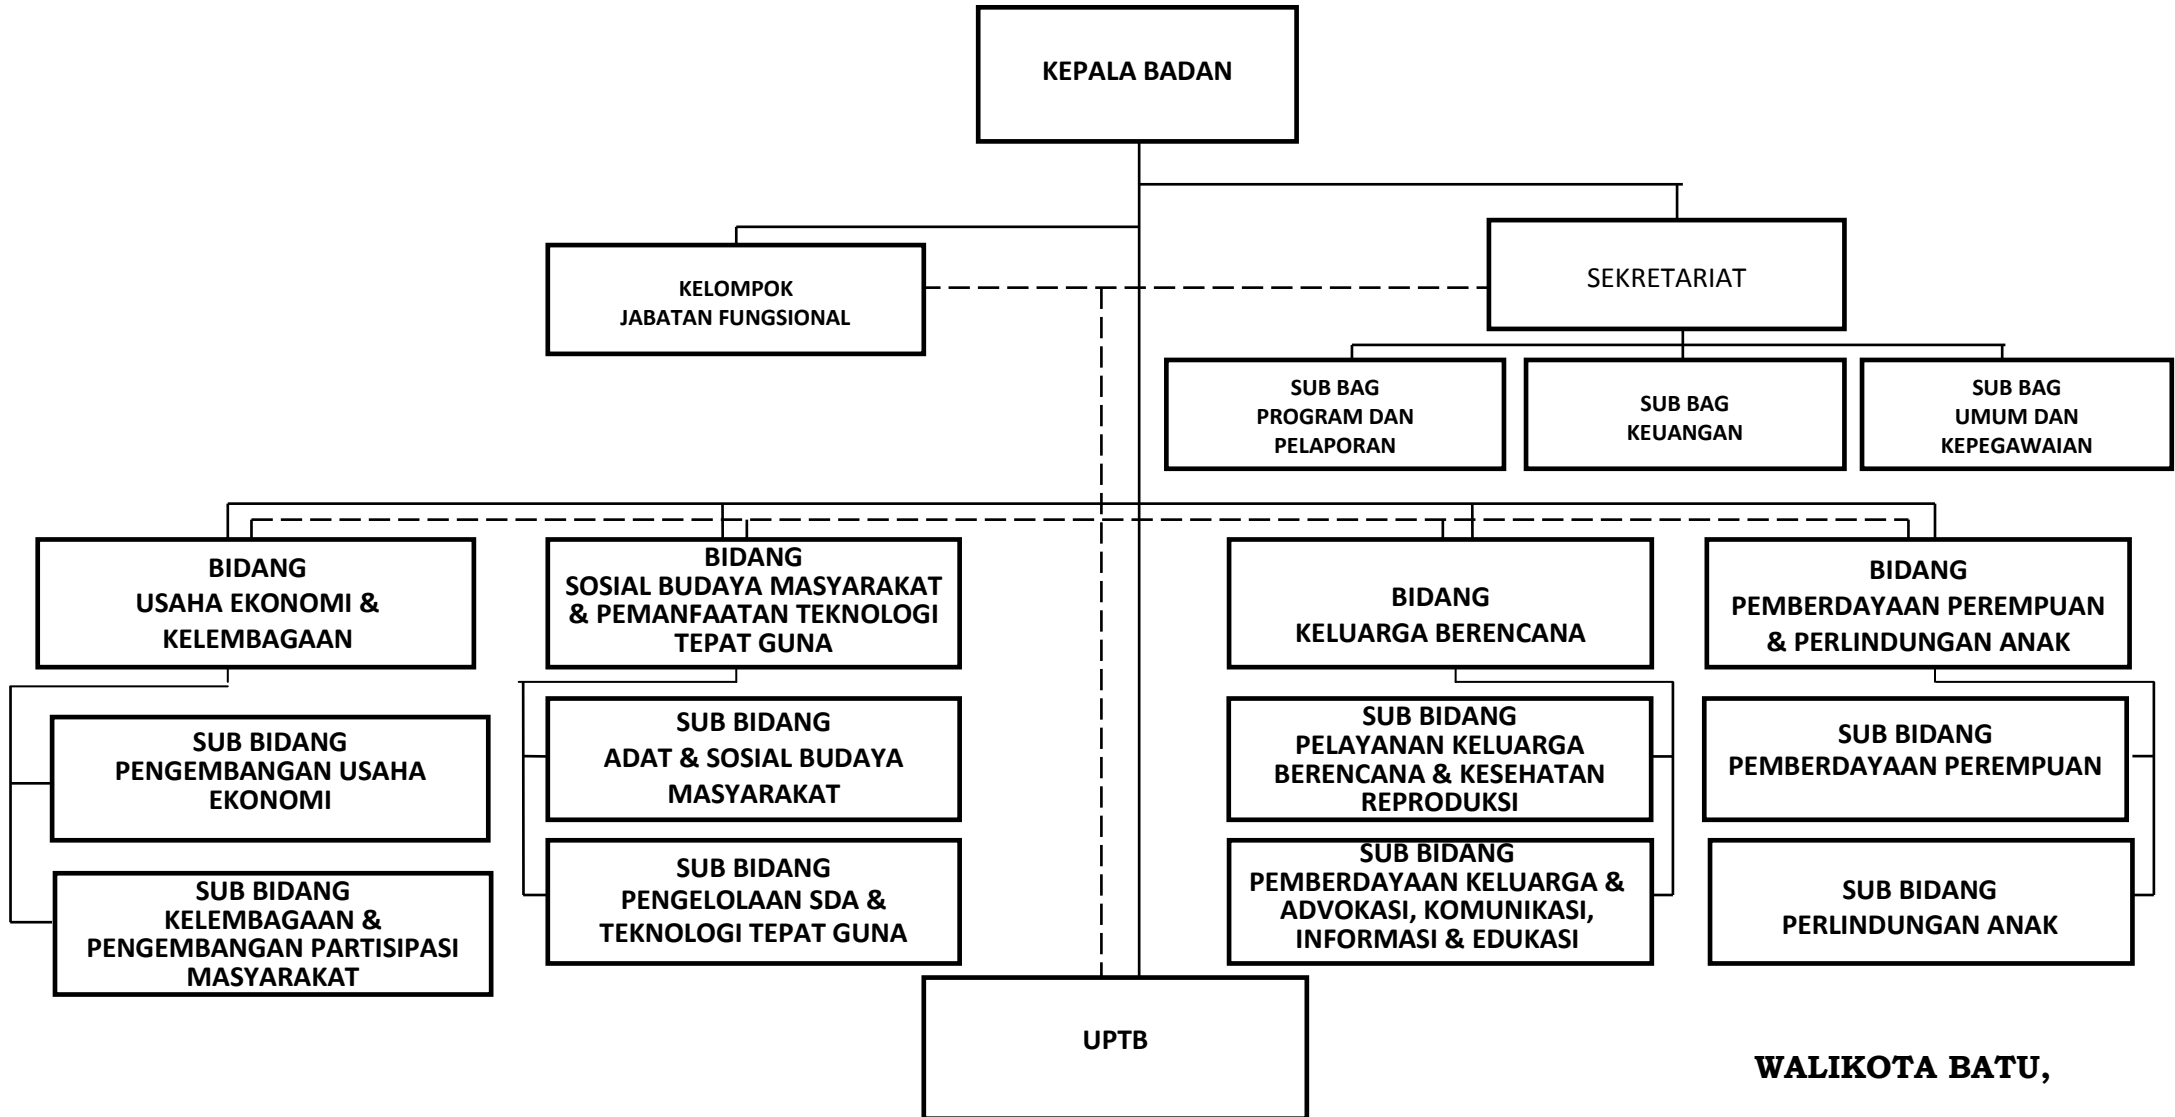 KEPALA BADAN
KELOMPOK
JABATAN FUNGSIONAL
SEKRETARIAT
SUB BAG
PROGRAM DAN
PELAPORAN
SUB BAG
KEUANGAN
SUB BAG
UMUM DAN
KEPEGAWAIAN
BIDANG
USAHA EKONOMI &
KELEMBAGAAN
BIDANG
SOSIAL BUDAYA MASYARAKAT
& PEMANFAATAN TEKNOLOGI
TEPAT GUNA
BIDANG
KELUARGA BERENCANA
BIDANG
PEMBERDAYAAN PEREMPUAN
& PERLINDUNGAN ANAK
SUB BIDANG
PENGEMBANGAN USAHA
EKONOMI
SUB BIDANG
ADAT & SOSIAL BUDAYA
MASYARAKAT
SUB BIDANG
PELAYANAN KELUARGA
BERENCANA & KESEHATAN
REPRODUKSI
SUB BIDANG
PEMBERDAYAAN PEREMPUAN
SUB BIDANG
KELEMBAGAAN &
PENGEMBANGAN PARTISIPASI
MASYARAKAT
SUB BIDANG
PENGELOLAAN SDA &
TEKNOLOGI TEPAT GUNA
SUB BIDANG
PEMBERDAYAAN KELUARGA &
ADVOKASI, KOMUNIKASI,
INFORMASI & EDUKASI
SUB BIDANG
PERLINDUNGAN ANAK
UPTB
WALIKOTA BATU,